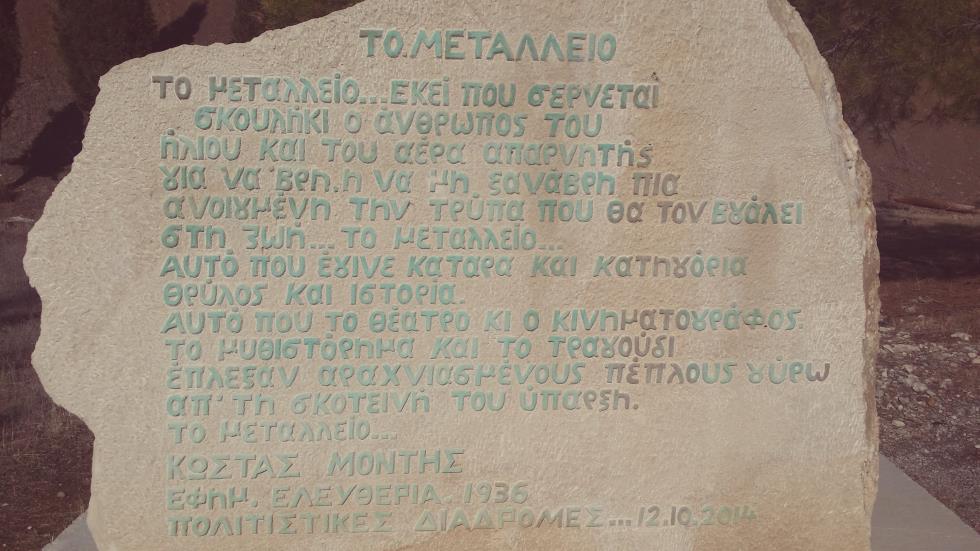 ΤΟ.ΜΕΤΑΛΛΕΙΟ
ΤΟ μεταλλείο...εκεί που σερνεται
σκουλήκι ο άνθρωπος του
ήλιου και του αέρα απαρνητής
για να βρη.ή να μη ξανάβρη πια
ανοιγμένη την τρύπα που θα τον βγάλει
στη ζωή...το μεταλλείο...
Αυτό που έγινε κατάρα και κατηγόρια
θρύλος και ιστορία.
Αυτό που το θέατρο κι ο κινηματογράφος.
το μυθιστόρημα και το τραγούδι
έπλεξαν αραχνιασμένους πέπλους γύρω
απ' τη σκοτεινή του ύπαρξη.
το μεταλλείο...
ΚΩΣΤΑΣ ΜΟΝΤΗΣ
ΕΦΗΜ. ΕΛΕΥΘΕΡΙΑ. 1936
ΠΟΛΙΤΙΣΤΙΚΕΣ ΔΙΑΔΡΟΜΕΣ...12.10.2014